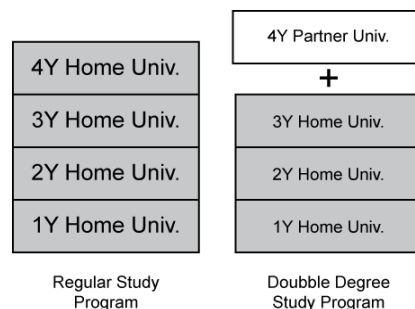 4Y Home Univ.
3Y Home Univ.
2Y Home Univ.
1Y Home Univ.
Regular Study
Program
4Y Partner Univ.
+
3Y Home Univ.
2Y Home Univ.
1Y Home Univ.
Doubble Degree
Study Program